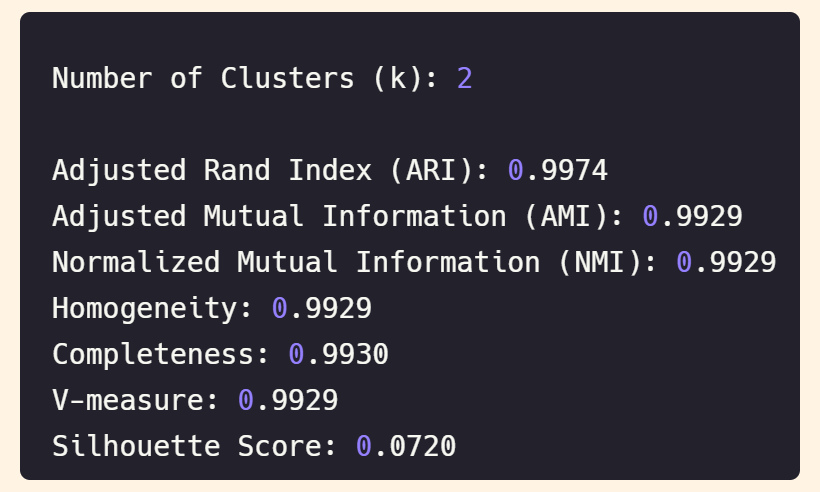 Number of Clusters (k): 2
Adjusted Rand Index (ARI): 0.9974
Adjusted Mutual Information (AMI): 0.9929
Normalized Mutual Information (NMI): 0.9929
Homogeneity: 0.9929
Completeness: 0.9930
V-measure: 0.9929
Silhouette Score: 0.0720